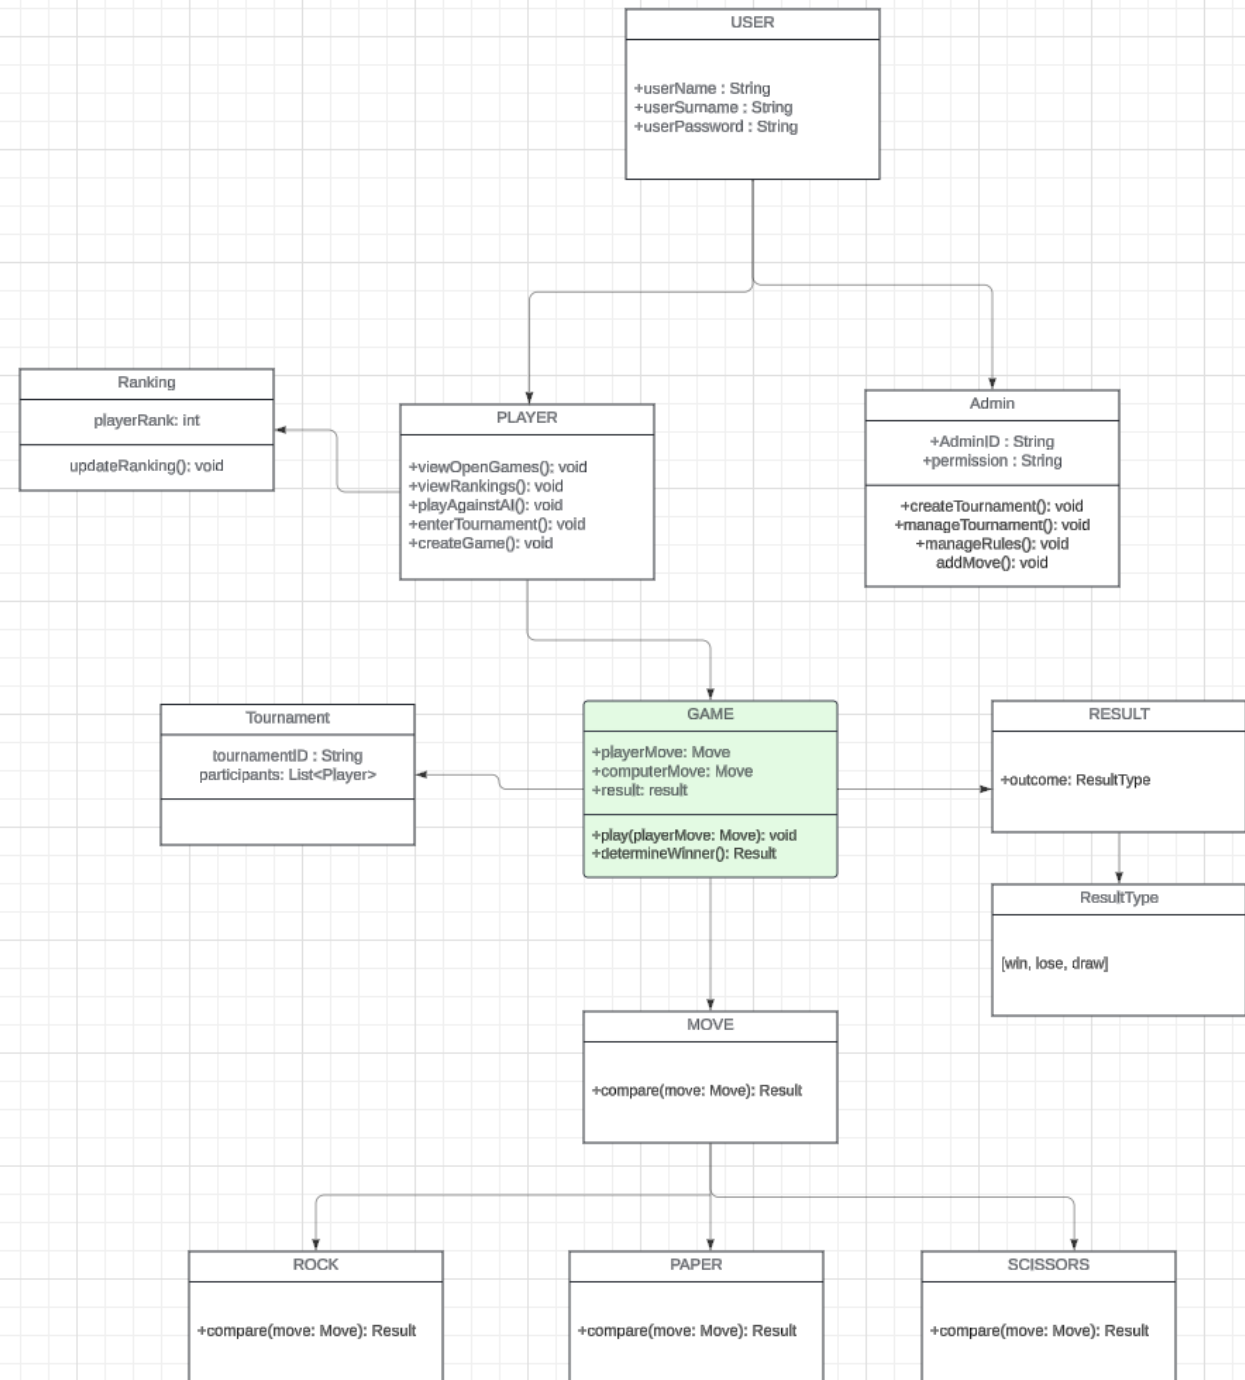 USER
+userName : String
+userSurname : String
+userPassword : String
Ranking
playerRank: int
updateRanking(): void
PLAYER
+viewOpenGames(): void
+viewRankings(): void
+playAgainstAI(): void
+enterTournament(): void
+createGame(): void
Admin
+AdminID : String
+permission : String
+createTournament(): void
+manageTournament(): void
+manageRules(): void
addMove(): void
Tournament
tournamentID : String
participants: List<Player>
GAME
+playerMove: Move
+computerMove: Move
+result: result
+play(playerMove: Move): void
+determineWinner(): Result
RESULT
+outcome: ResultType
ResultType
[win, lose, draw]
MOVE
+compare(move: Move): Result
ROCK
+compare(move: Move): Result
PAPER
+compare(move: Move): Result
SCISSORS
+compare(move: Move): Result